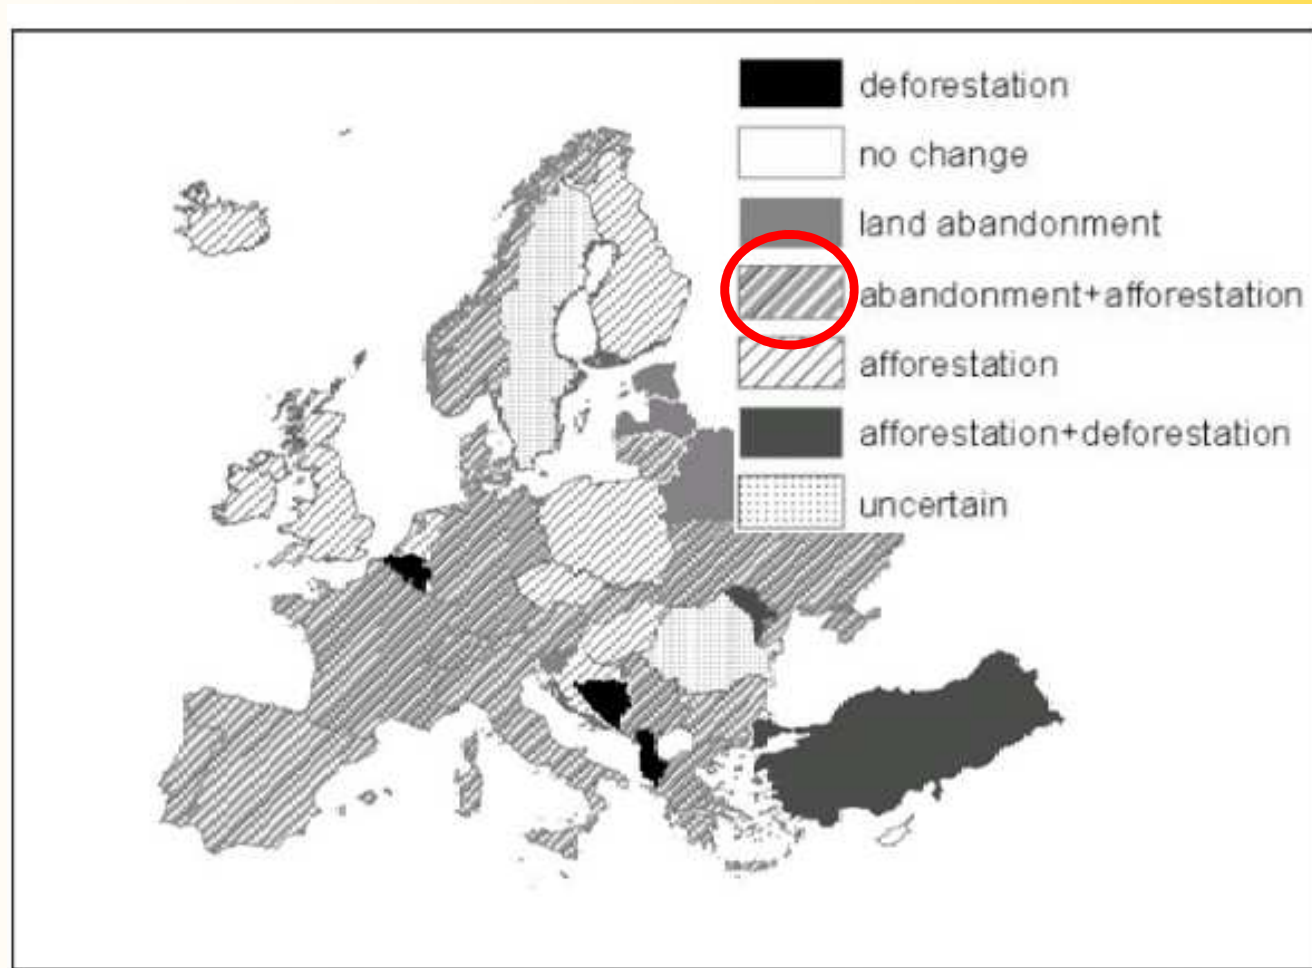 deforestation
no change
land abandonment
abandonment+afforestation
afforestation
afforestation+deforestation
uncertain